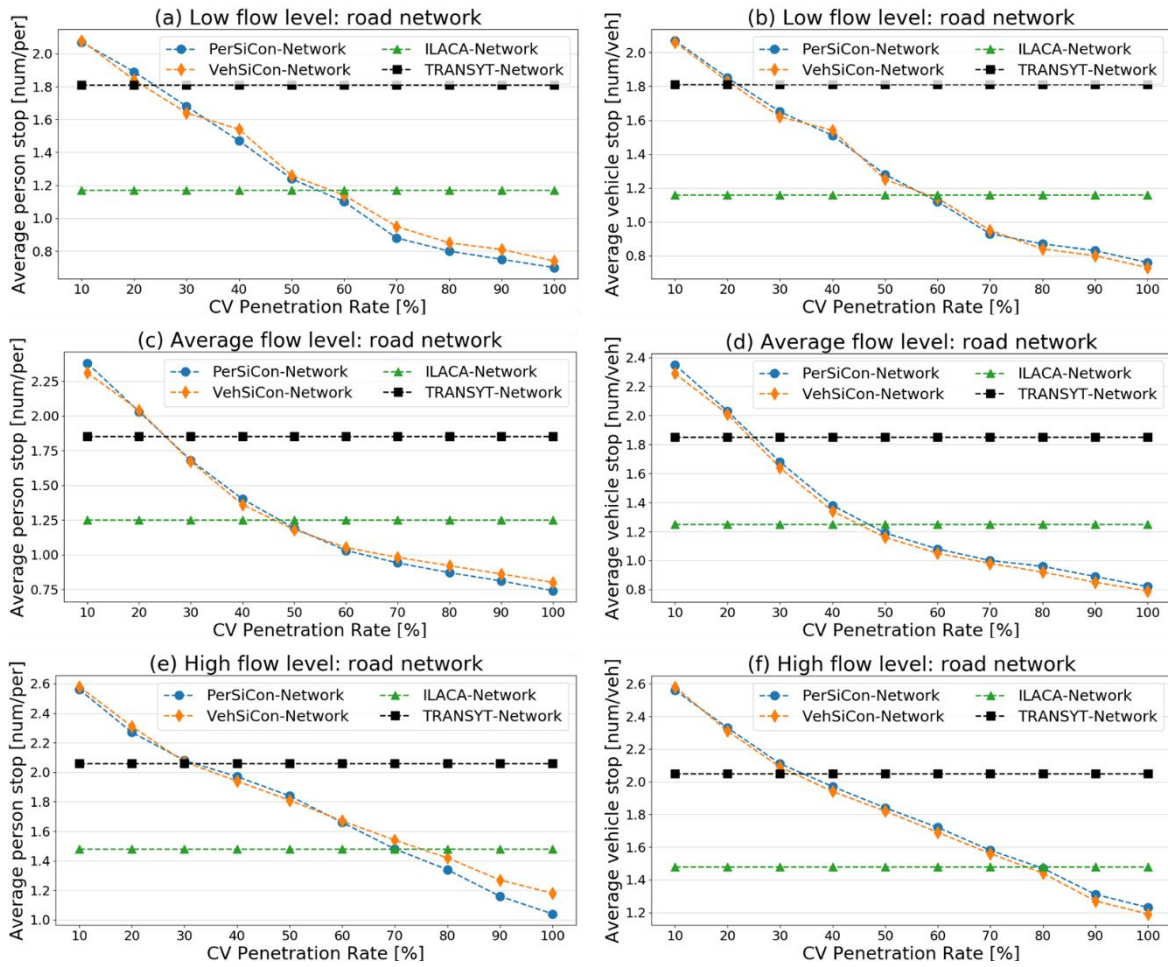 (a) Low flow level: road network
Average person stop [num/per]
2.0
1.8
1.6
1.4
1.2
1.0
0.8
PerSiCon-Network
VehSiCon-Network
ILACA-Network
TRANSYT-Network
10 20 30 40 50 60 70 80 90 100
CV Penetration Rate [%]
(b) Low flow level: road network
Average vehicle stop [num/veh]
2.0
1.8
1.6
1.4
1.2
1.0
0.8
PerSiCon-Network
VehSiCon-Network
ILACA-Network
TRANSYT-Network
10 20 30 40 50 60 70 80 90 100
CV Penetration Rate [%]
(c) Average flow level: road network
Average person stop [num/per]
2.25
2.00
1.75
1.50
1.25
1.00
0.75
PerSiCon-Network
VehSiCon-Network
ILACA-Network
TRANSYT-Network
10 20 30 40 50 60 70 80 90 100
CV Penetration Rate [%]
(d) Average flow level: road network
Average vehicle stop [num/veh]
2.4
2.2
2.0
1.8
1.6
1.4
1.2
1.0
0.8
PerSiCon-Network
VehSiCon-Network
ILACA-Network
TRANSYT-Network
10 20 30 40 50 60 70 80 90 100
CV Penetration Rate [%]
(e) High flow level: road network
Average person stop [num/per]
2.6
2.4
2.2
2.0
1.8
1.6
1.4
1.2
1.0
PerSiCon-Network
VehSiCon-Network
ILACA-Network
TRANSYT-Network
10 20 30 40 50 60 70 80 90 100
CV Penetration Rate [%]
(f) High flow level: road network
Average vehicle stop [num/veh]
2.6
2.4
2.2
2.0
1.8
1.6
1.4
1.2
PerSiCon-Network
VehSiCon-Network
ILACA-Network
TRANSYT-Network
10 20 30 40 50 60 70 80 90 100
CV Penetration Rate [%]